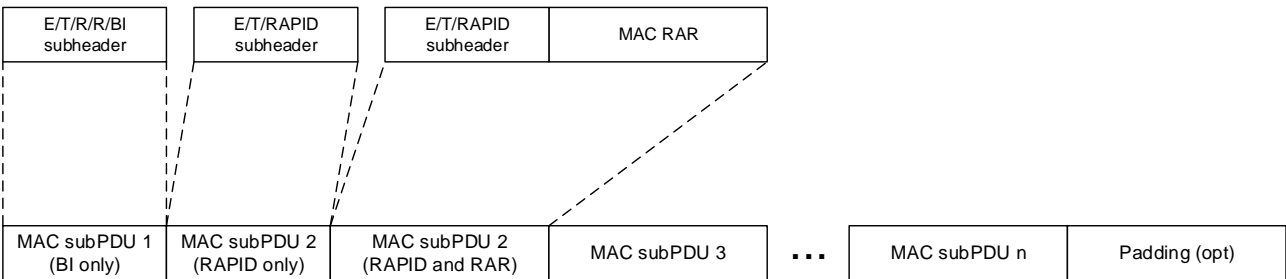 E/T/R/R/BI
subheader
E/T/RAPID
subheader
E/T/RAPID
subheader
MAC RAR
MAC subPDU 1
(BI only)
MAC subPDU 2
(RAPID only)
MAC subPDU 2
(RAPID and RAR)
MAC subPDU 3
...
MAC subPDU n
Padding (opt)